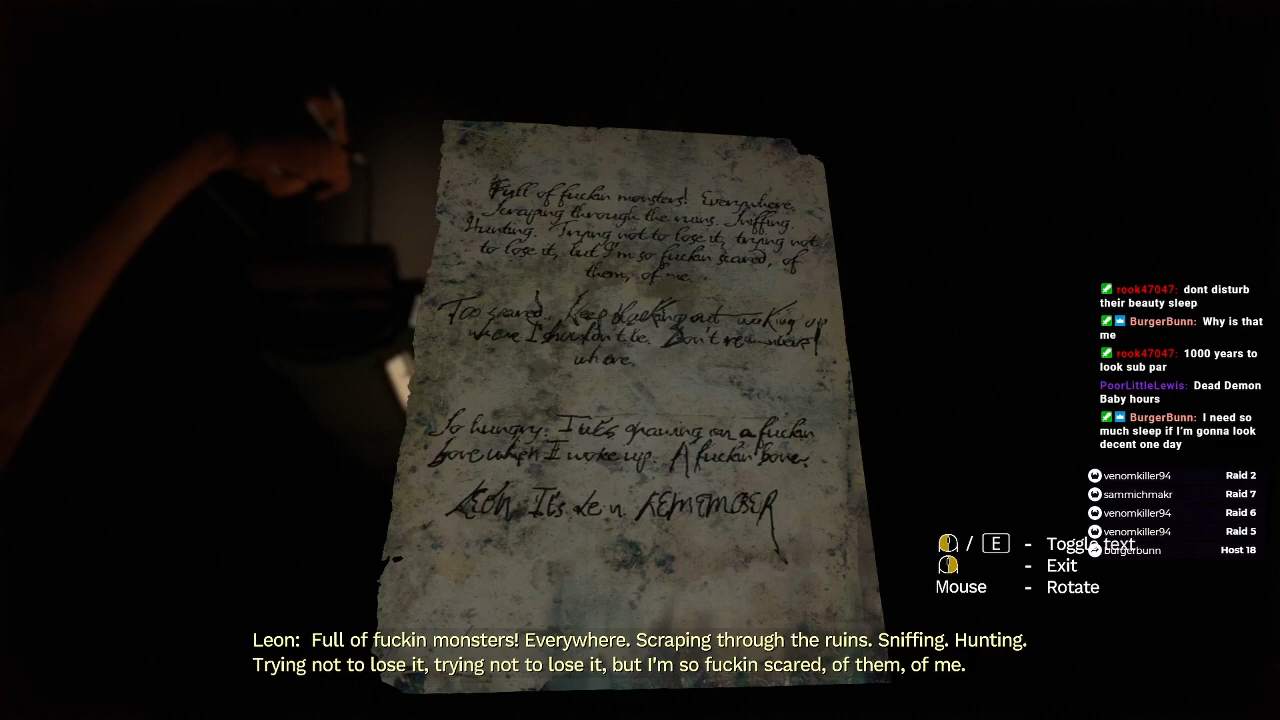 Full of fuckin monsters! Everywhere.
Scraping through the ruins. Sniffing.
Hunting. Trying not to lose it, trying not
to lose it, but I'm so fuckin scared, of
them, of me...
Too scared. Keep blacking out waking up
where I shouldn't be. Don't remember
where.
So hungry. I was gnawing on a fuckin
bone when I woke up. A fuckin bone.
Leon It's Leon REMEMBER
rook47047: dont disturb
their beauty sleep
BurgerBunn: Why is that
me
rook47047: 1000 years to
look sub par
PoorLittleLewis: Dead Demon
Baby hours
BurgerBunn: I need so
much sleep if I'm gonna look
decent one day
venomkiller94 Raid 2
sammichmakr Raid 7
venomkiller94 Raid 6
venomkiller94 Raid 5
burgerbunn Host 18
/ E - Toggle text
- Exit
Mouse - Rotate
Leon: Full of fuckin monsters! Everywhere. Scraping through the ruins. Sniffing. Hunting.
Trying not to lose it, trying not to lose it, but I'm so fuckin scared, of them, of me.